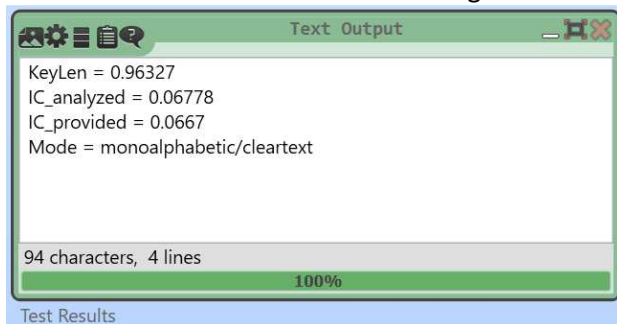 Text Output
KeyLen = 0.96327
IC_analyzed = 0.06778
IC_provided = 0.0667
Mode = monoalphabetic/cleartext
94 characters, 4 lines
100%
Test Results